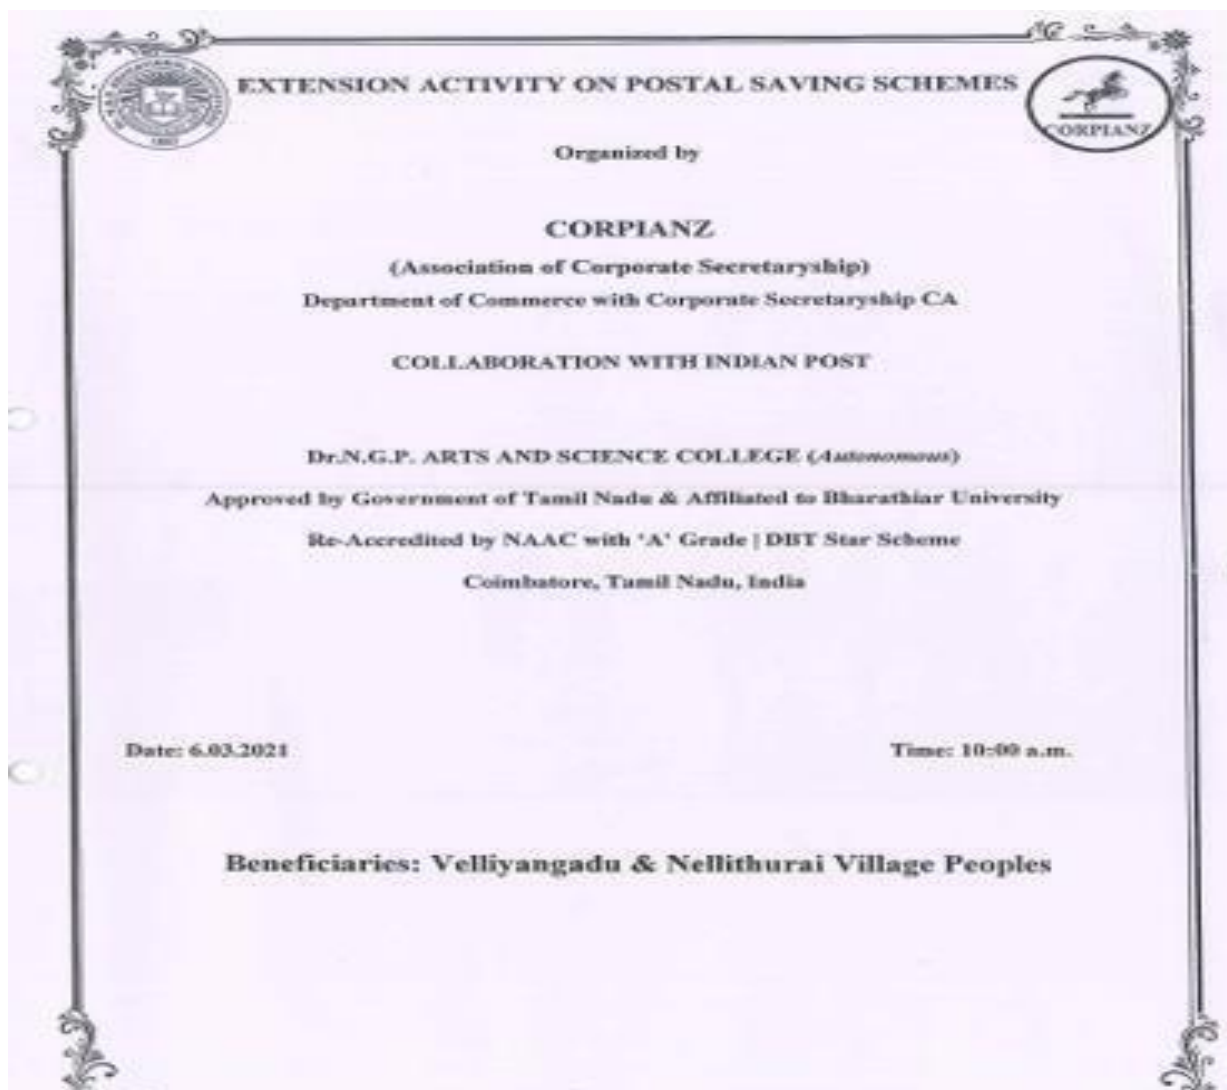 EXTENSION ACTIVITY ON POSTAL SAVING SCHEMES
CORPIANZ
Organized by
CORPIANZ
(Association of Corporate Secretaryship)
Department of Commerce with Corporate Secretaryship CA
COLLABORATION WITH INDIAN POST
Dr.N.G.P. ARTS AND SCIENCE COLLEGE (Autonomous)
Approved by Government of Tamil Nadu & Affiliated to Bharathiar University
Re-Accredited by NAAC with ‘A’ Grade | DBT Star Scheme
Coimbatore, Tamil Nadu, India
Date: 6.03.2021
Time: 10:00 a.m.
Beneficiaries: Velliyangadu & Nellithurai Village Peoples